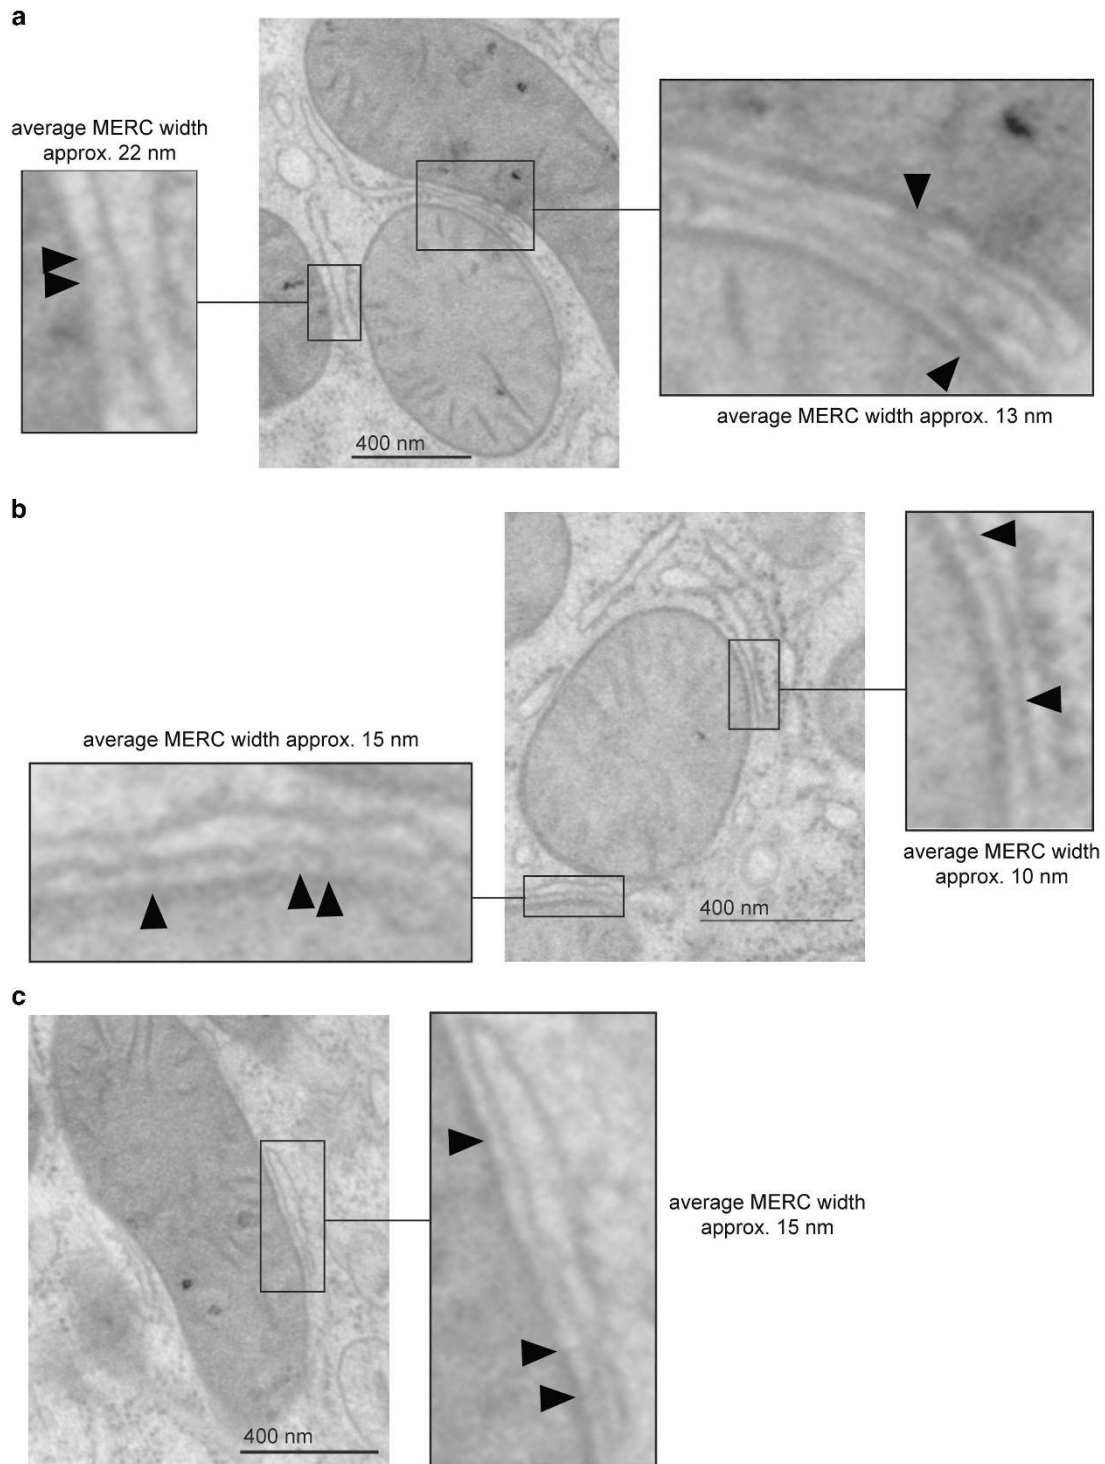 a
average MERC width
approx. 22 nm
400 nm
average MERC width approx. 13 nm
b
average MERC width approx. 15 nm
400 nm
average MERC width
approx. 10 nm
c
400 nm
average MERC width
approx. 15 nm